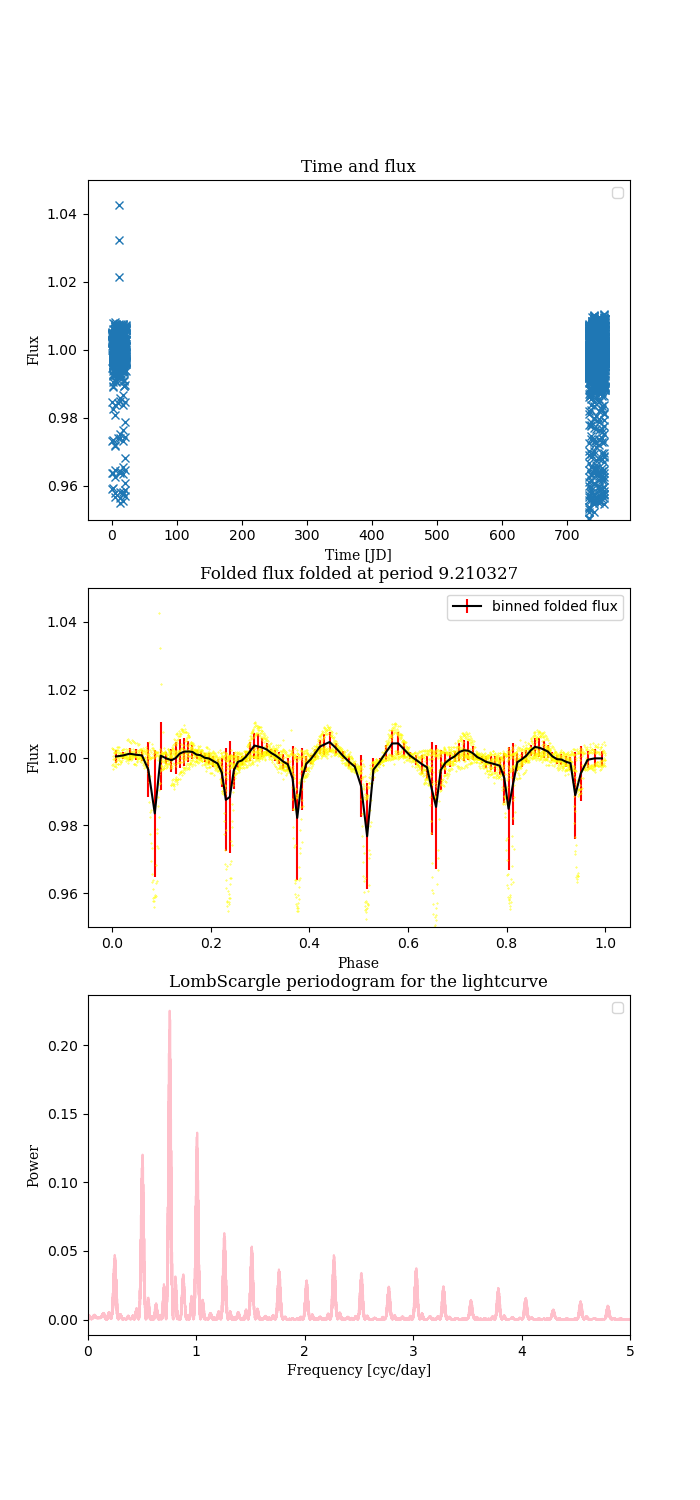 Time and flux
1.04
1.02
1.00
0.98
0.96
Flux
0 100 200 300 400 500 600 700
Time [JD]
Folded flux folded at period 9.210327
binned folded flux
1.04
1.02
1.00
0.98
0.96
Flux
0.0 0.2 0.4 0.6 0.8 1.0
Phase
LombScargle periodogram for the lightcurve
0.20
0.15
0.10
0.05
0.00
Power
0 1 2 3 4 5
Frequency [cyc/day]